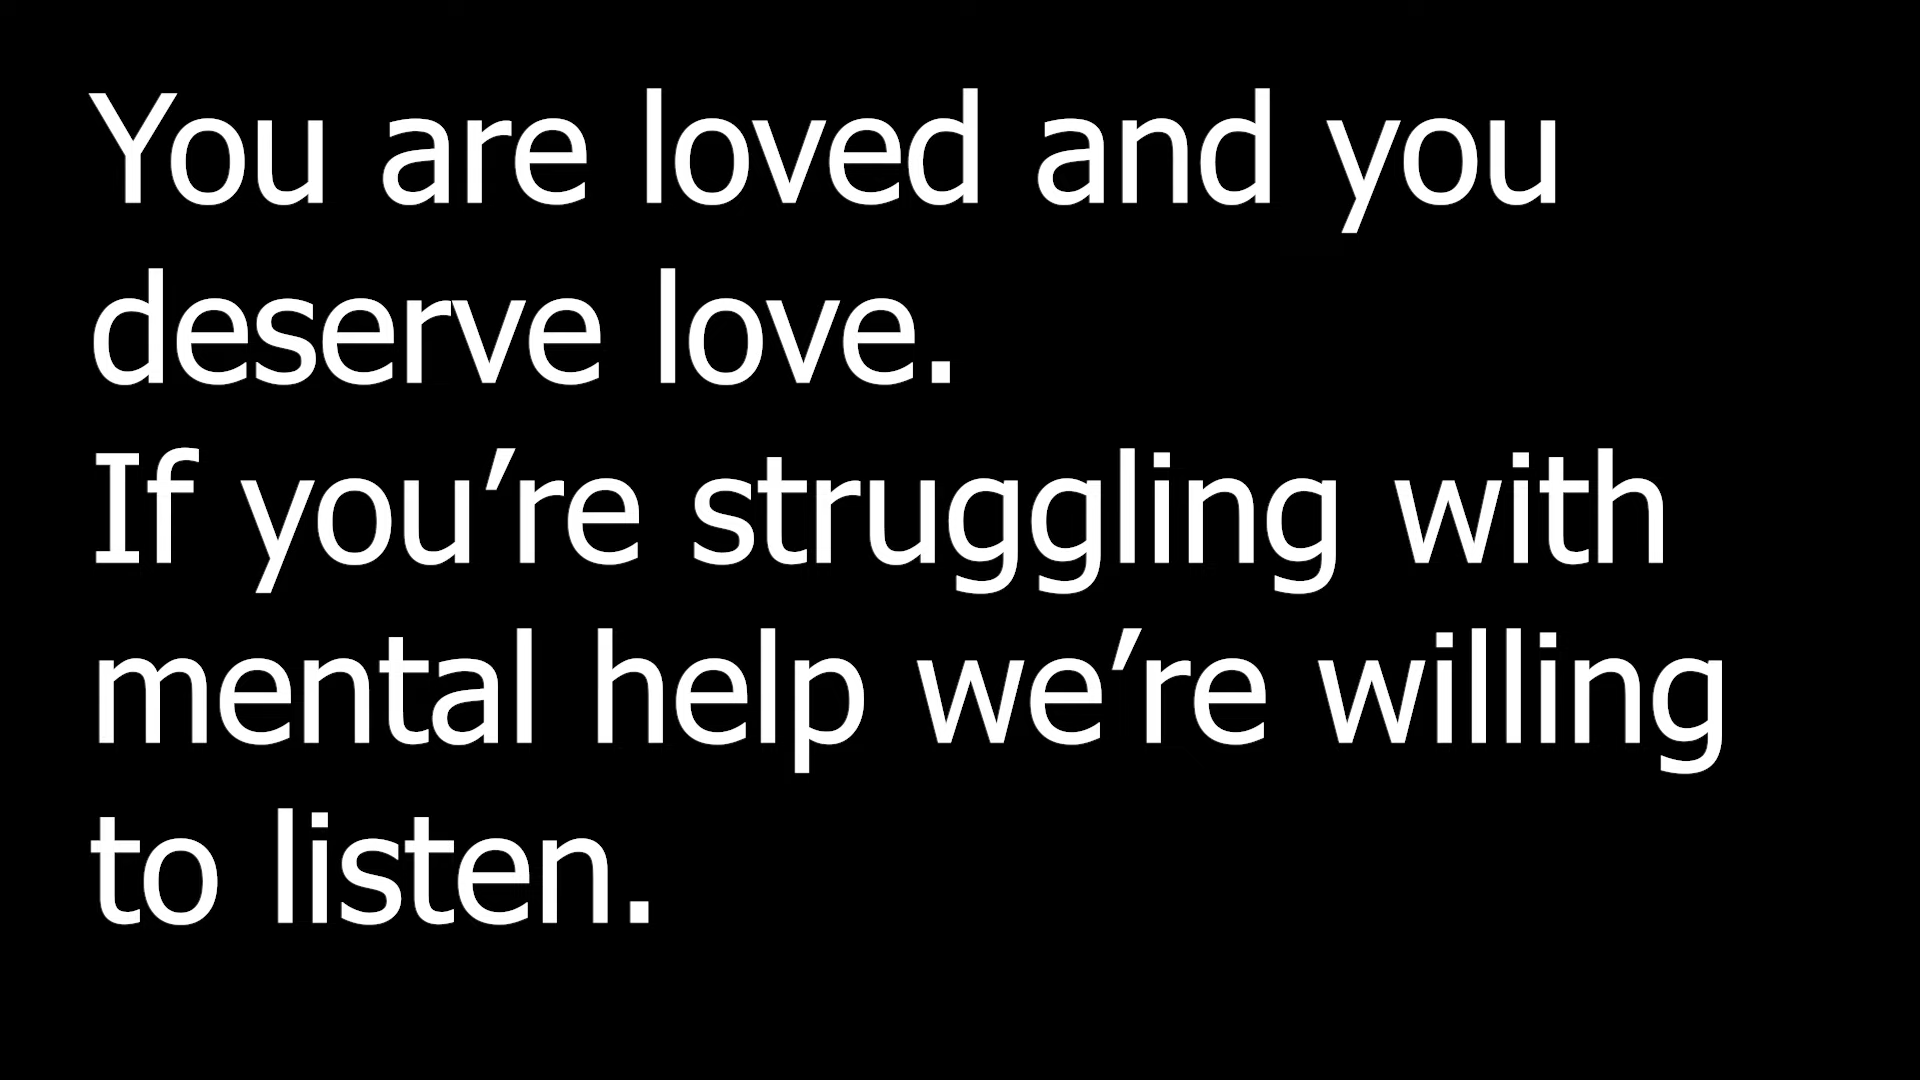 You are loved and you
deserve love.
If you’re struggling with
mental help we’re willing
to listen.